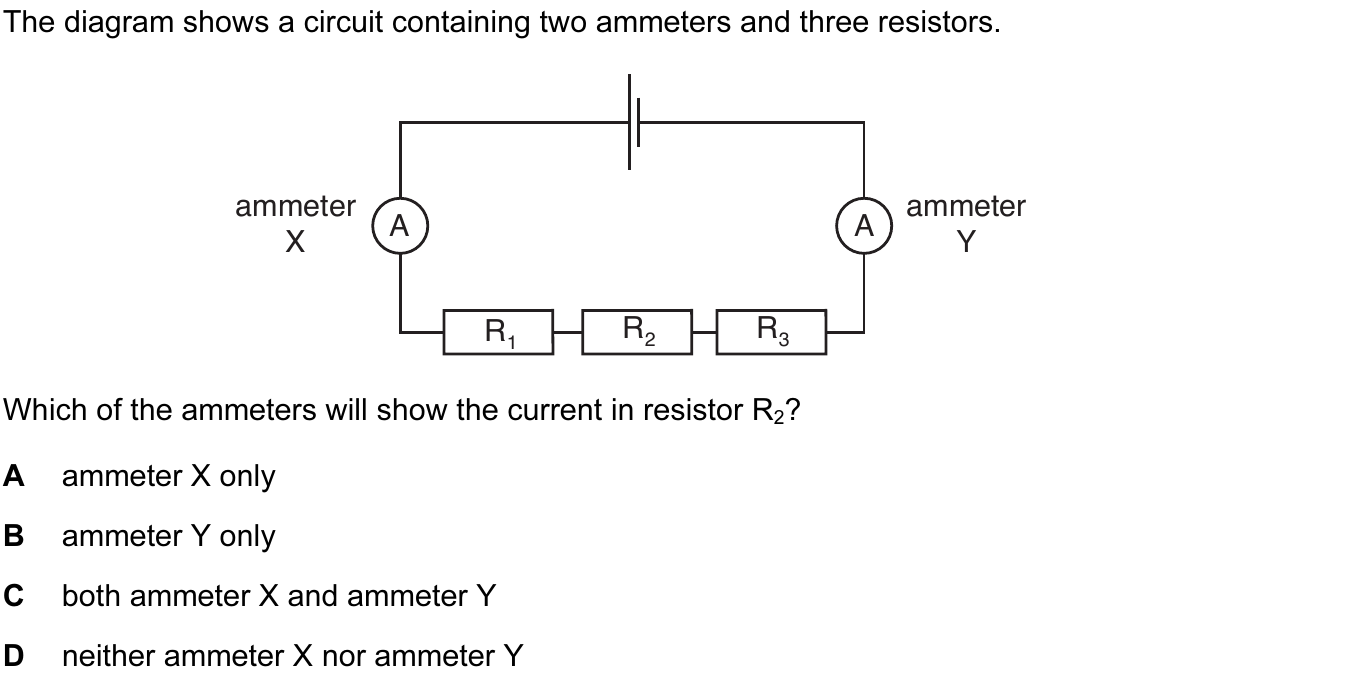 The diagram shows a circuit containing two ammeters and three resistors.
ammeter
X
A
A
ammeter
Y
R₁
R₂
R₃
Which of the ammeters will show the current in resistor R₂?
A ammeter X only
B ammeter Y only
C both ammeter X and ammeter Y
D neither ammeter X nor ammeter Y